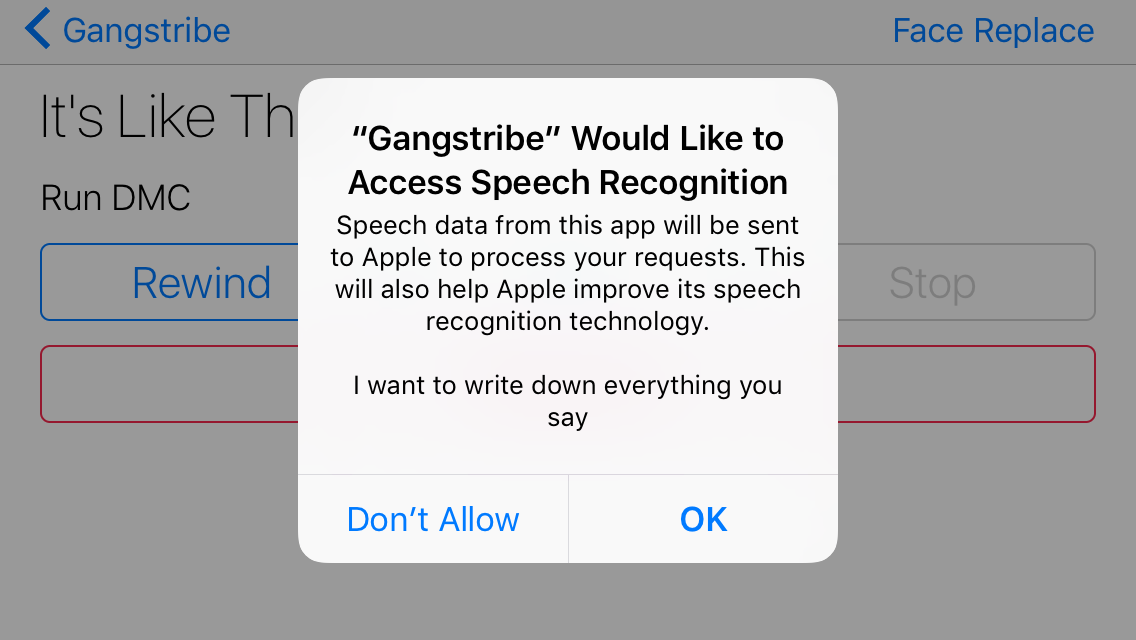 Gangstribe
Face Replace
It's Like Th
“Gangstribe” Would Like to
Access Speech Recognition
Run DMC
Speech data from this app will be sent
to Apple to process your requests. This
will also help Apple improve its speech
recognition technology.
Rewind
Stop
I want to write down everything you
say
Don’t Allow
OK